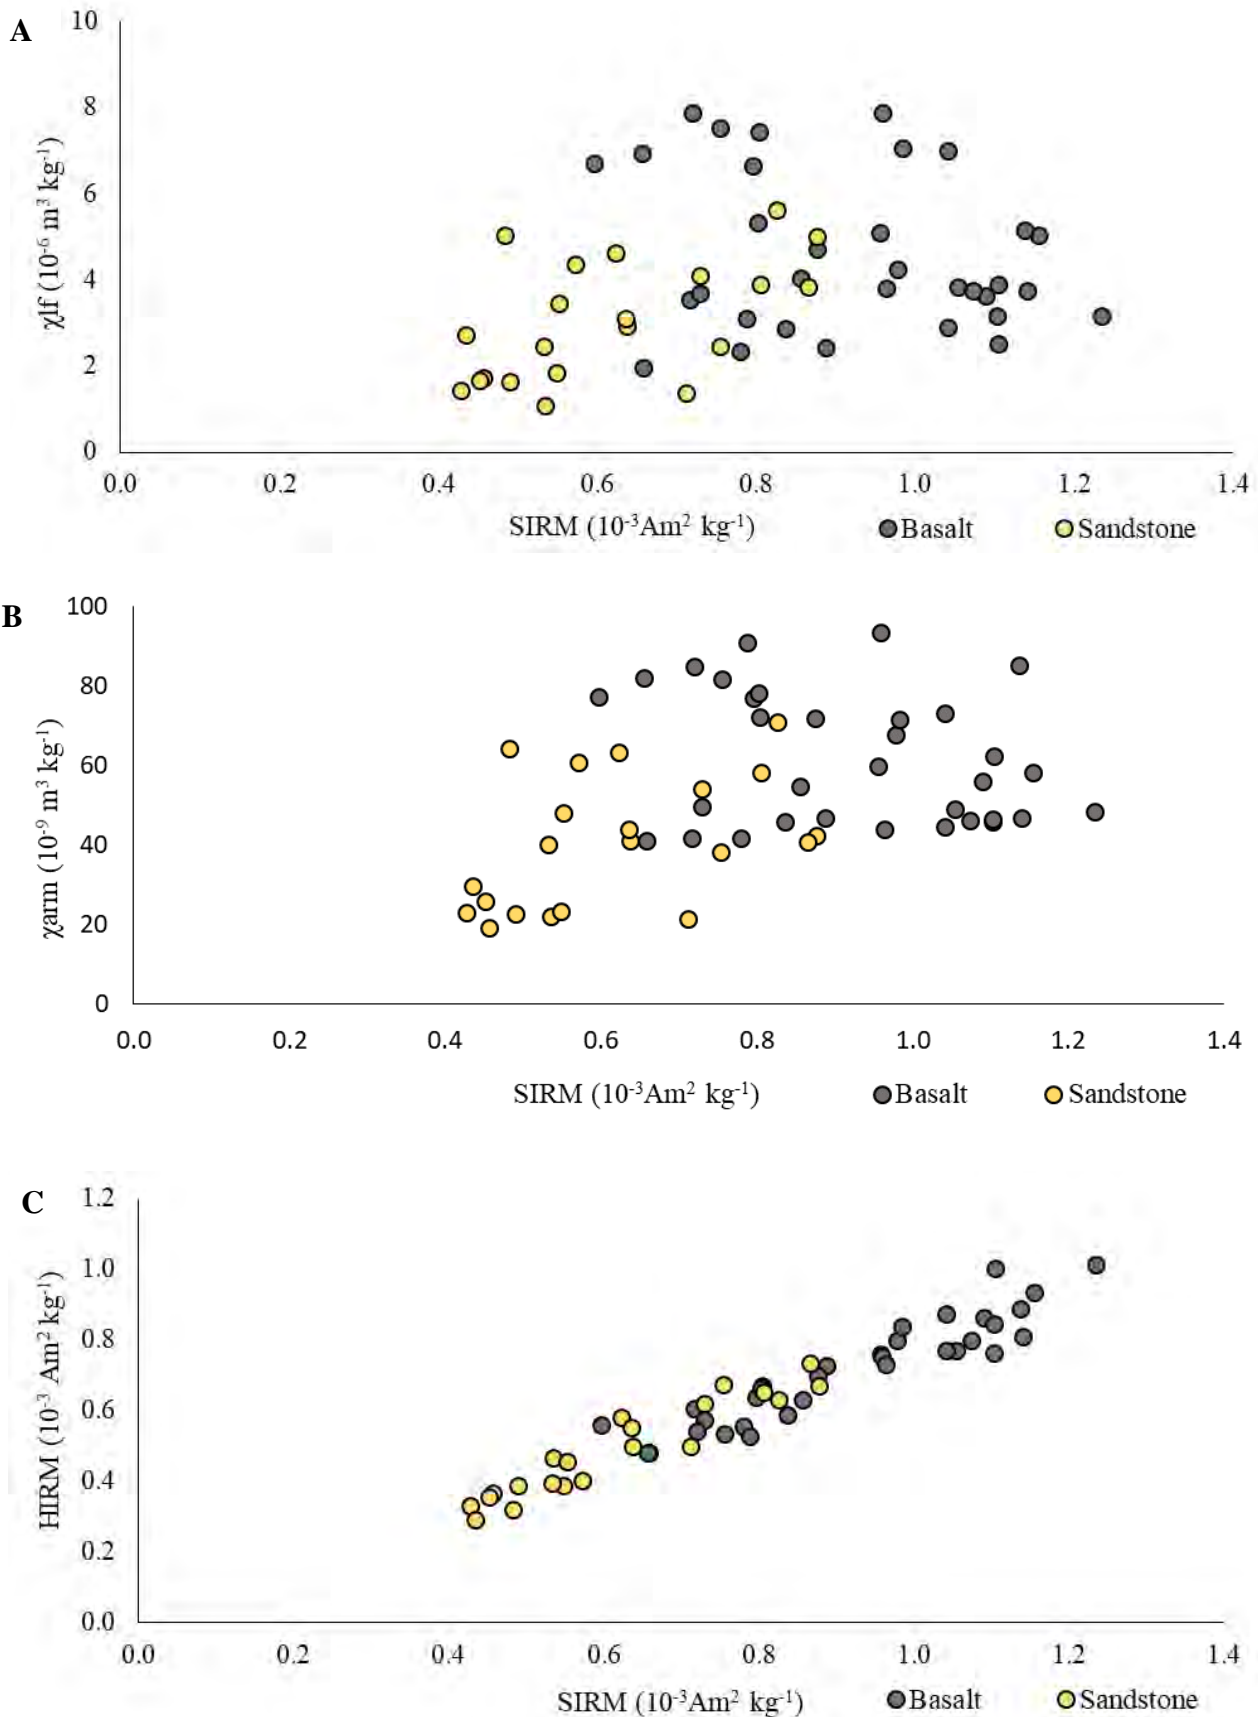 A
10
8
6
4
2
0
χlf (10⁻⁶ m³ kg⁻¹)
0.0 0.2 0.4 0.6 0.8 1.0 1.2 1.4
SIRM (10⁻³Am² kg⁻¹)
Basalt Sandstone
B
100
80
60
40
20
0
χarm (10⁻⁹ m³ kg⁻¹)
0.0 0.2 0.4 0.6 0.8 1.0 1.2 1.4
SIRM (10⁻³Am² kg⁻¹)
Basalt Sandstone
C
1.2
1.0
0.8
0.6
0.4
0.2
0.0
HIRM (10⁻³ Am² kg⁻¹)
0.0 0.2 0.4 0.6 0.8 1.0 1.2 1.4
SIRM (10⁻³Am² kg⁻¹)
Basalt Sandstone